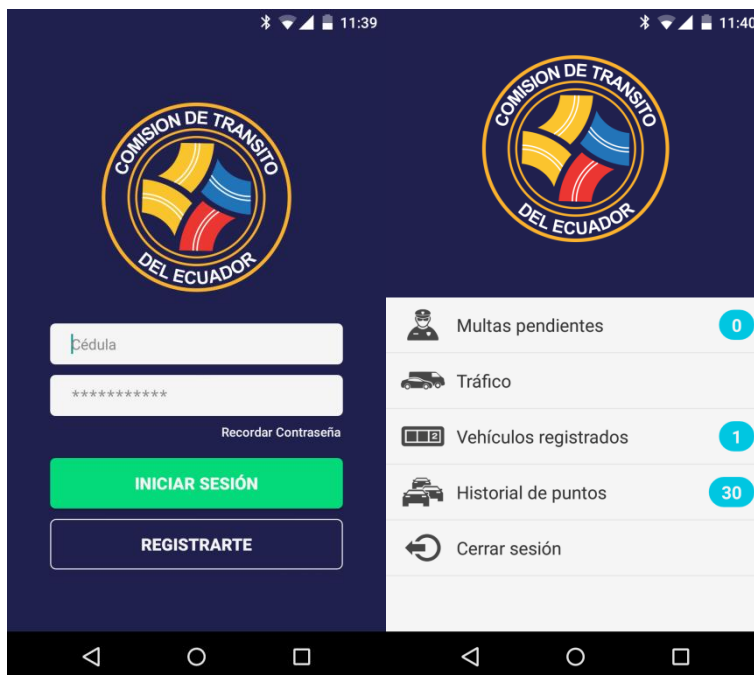 11:39
COMISION DE TRANSITO
DEL ECUADOR
Cédula
***********
Recordar Contraseña
INICIAR SESIÓN
REGISTRARTE
11:40
COMISION DE TRANSITO
DEL ECUADOR
Multas pendientes 0
Tráfico
2 Vehículos registrados 1
Historial de puntos 30
Cerrar sesión